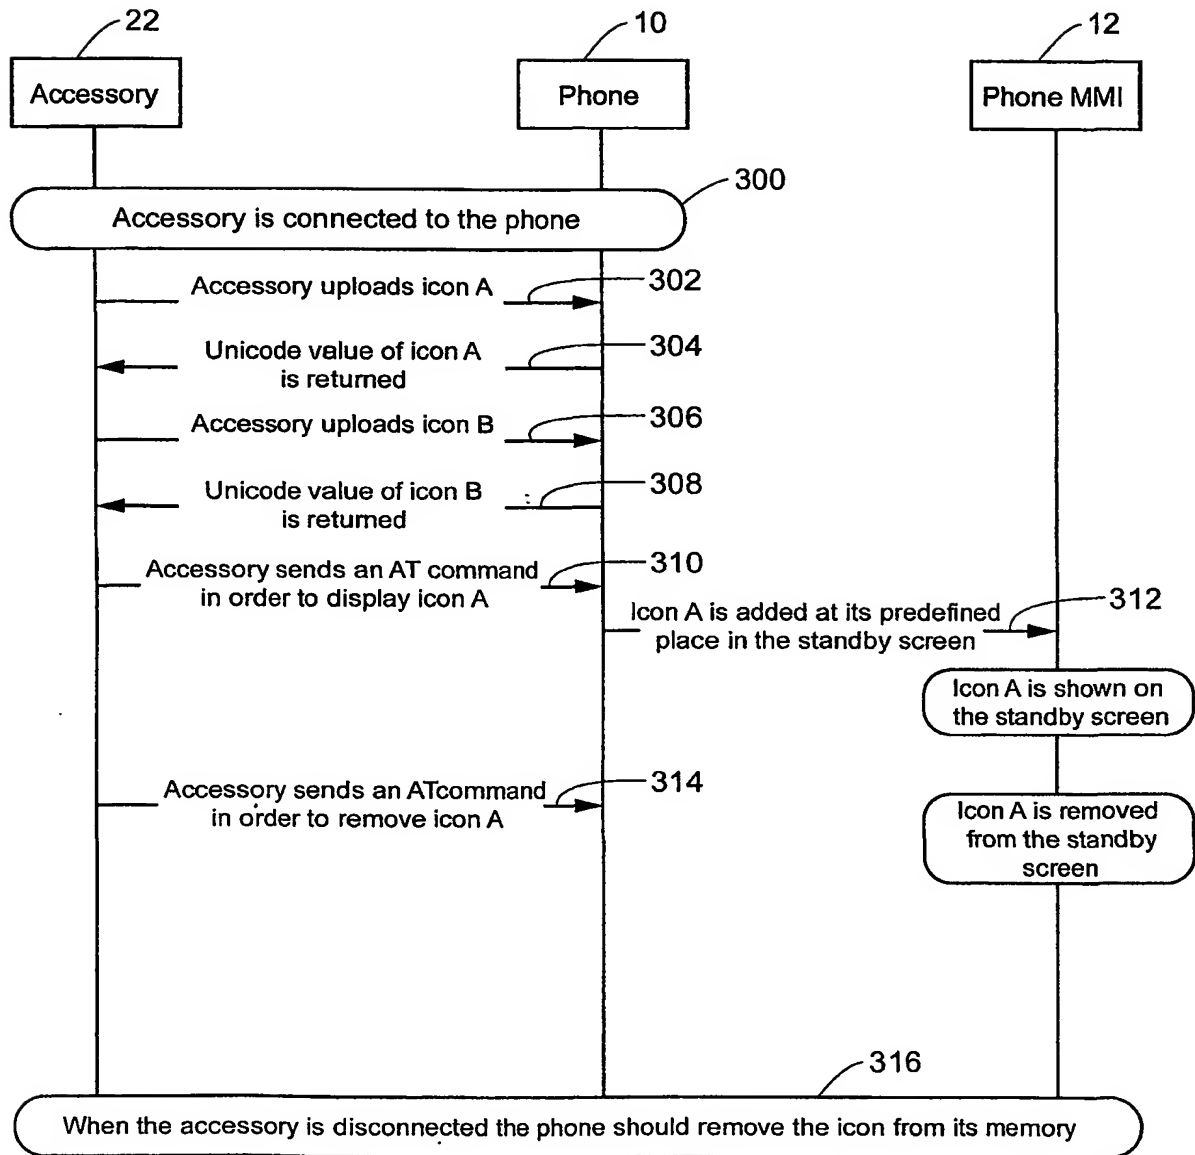 22
10
12
Accessory
Phone
Phone MMI
300
Accessory is connected to the phone
Accessory uploads icon A
302
Unicode value of icon A
is returned
304
Accessory uploads icon B
306
Unicode value of icon B
is returned
308
Accessory sends an AT command
in order to display icon A
310
Icon A is added at its predefined
place in the standby screen
312
Icon A is shown on
the standby screen
Accessory sends an ATcommand
in order to remove icon A
314
Icon A is removed
from the standby
screen
316
When the accessory is disconnected the phone should remove the icon from its memory